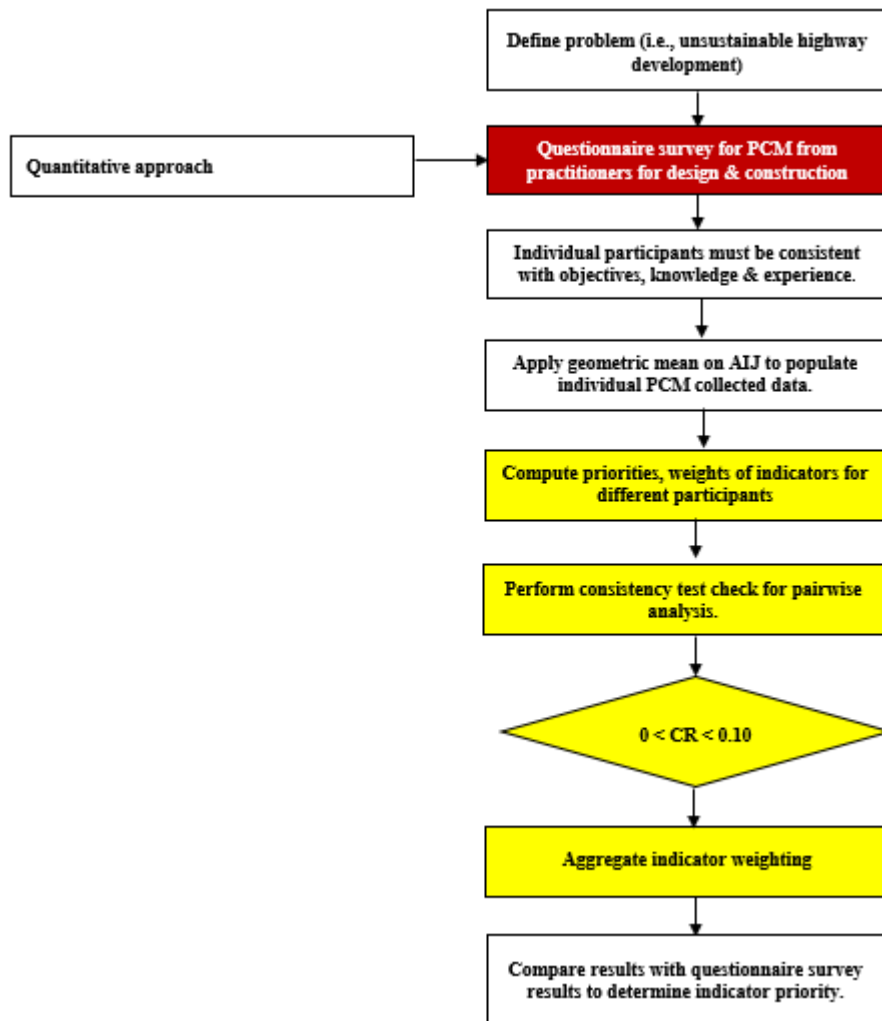 Define problem (i.e., unsustainable highway
development)
Quantitative approach
Questionnaire survey for PCM from
practitioners for design & construction
Individual participants must be consistent
with objectives, knowledge & experience.
Apply geometric mean on AIJ to populate
individual PCM collected data.
Compute priorities, weights of indicators for
different participants
Perform consistency test check for pairwise
analysis.
0 < CR < 0.10
Aggregate indicator weighting
Compare results with questionnaire survey
results to determine indicator priority.